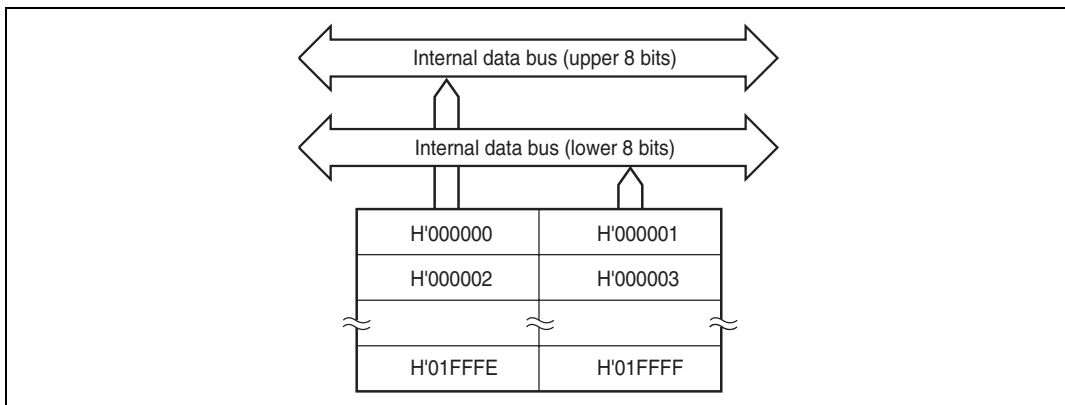 Internal data bus (upper 8 bits)
Internal data bus (lower 8 bits)
H'000000 H'000001
H'000002 H'000003
H'01FFFE H'01FFFF